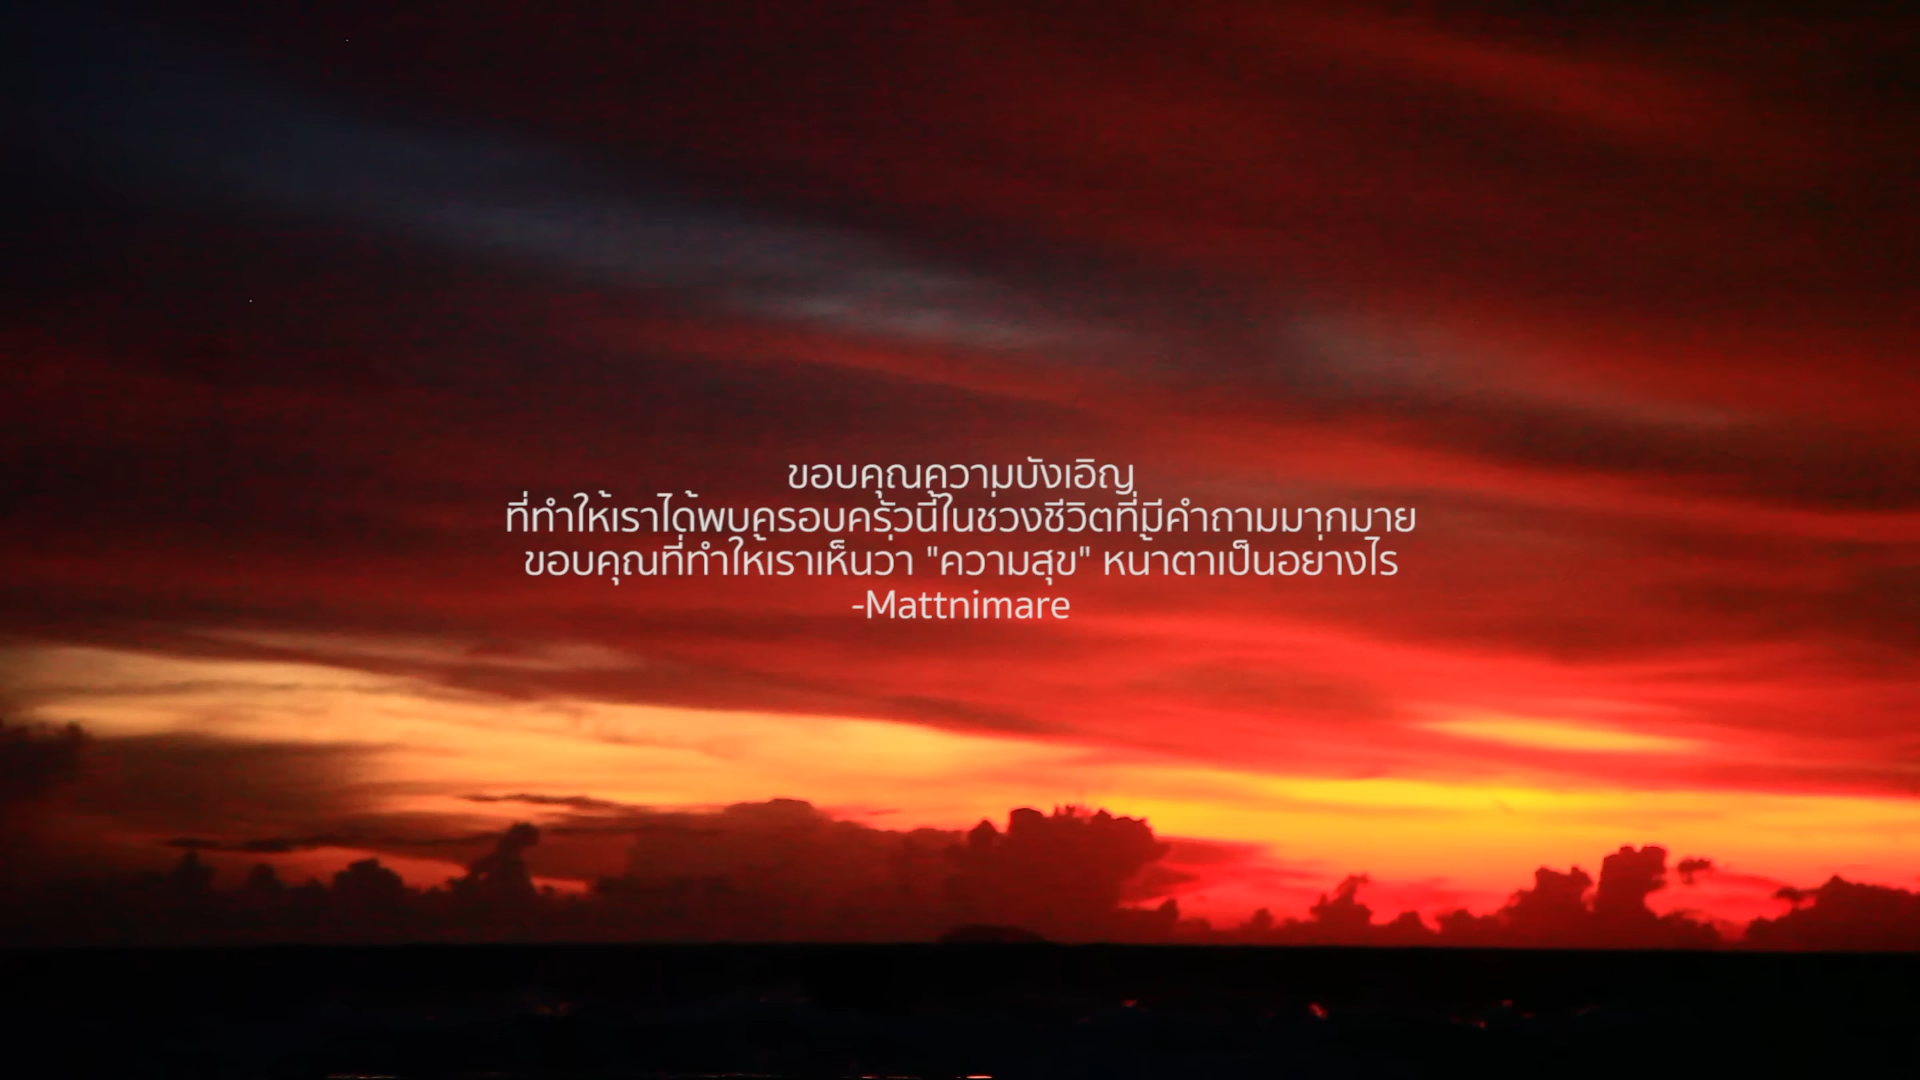 ขอบคุณความบังเอิญ
ที่ทำให้เราได้พบครอบครัวนี้ในช่วงชีวิตที่มีคำถามมากมาย
ขอบคุณที่ทำให้เราเห็นว่า "ความสุข" หน้าตาเป็นอย่างไร
-Mattnimare